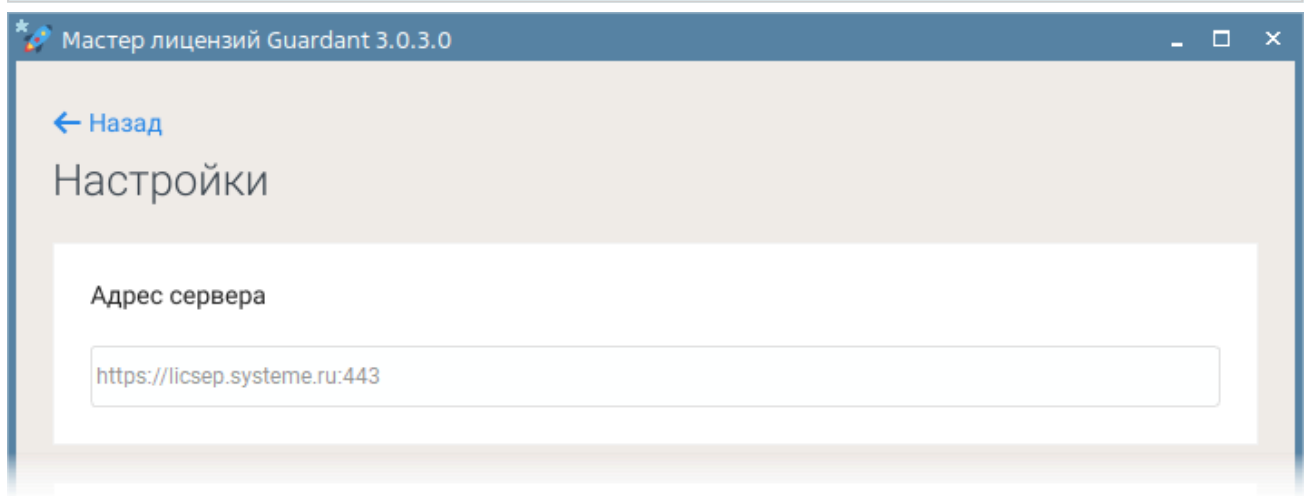 Мастер лицензий Guardant 3.0.3.0
Назад
Настройки
Адрес сервера
https://licsep.systeme.ru:443